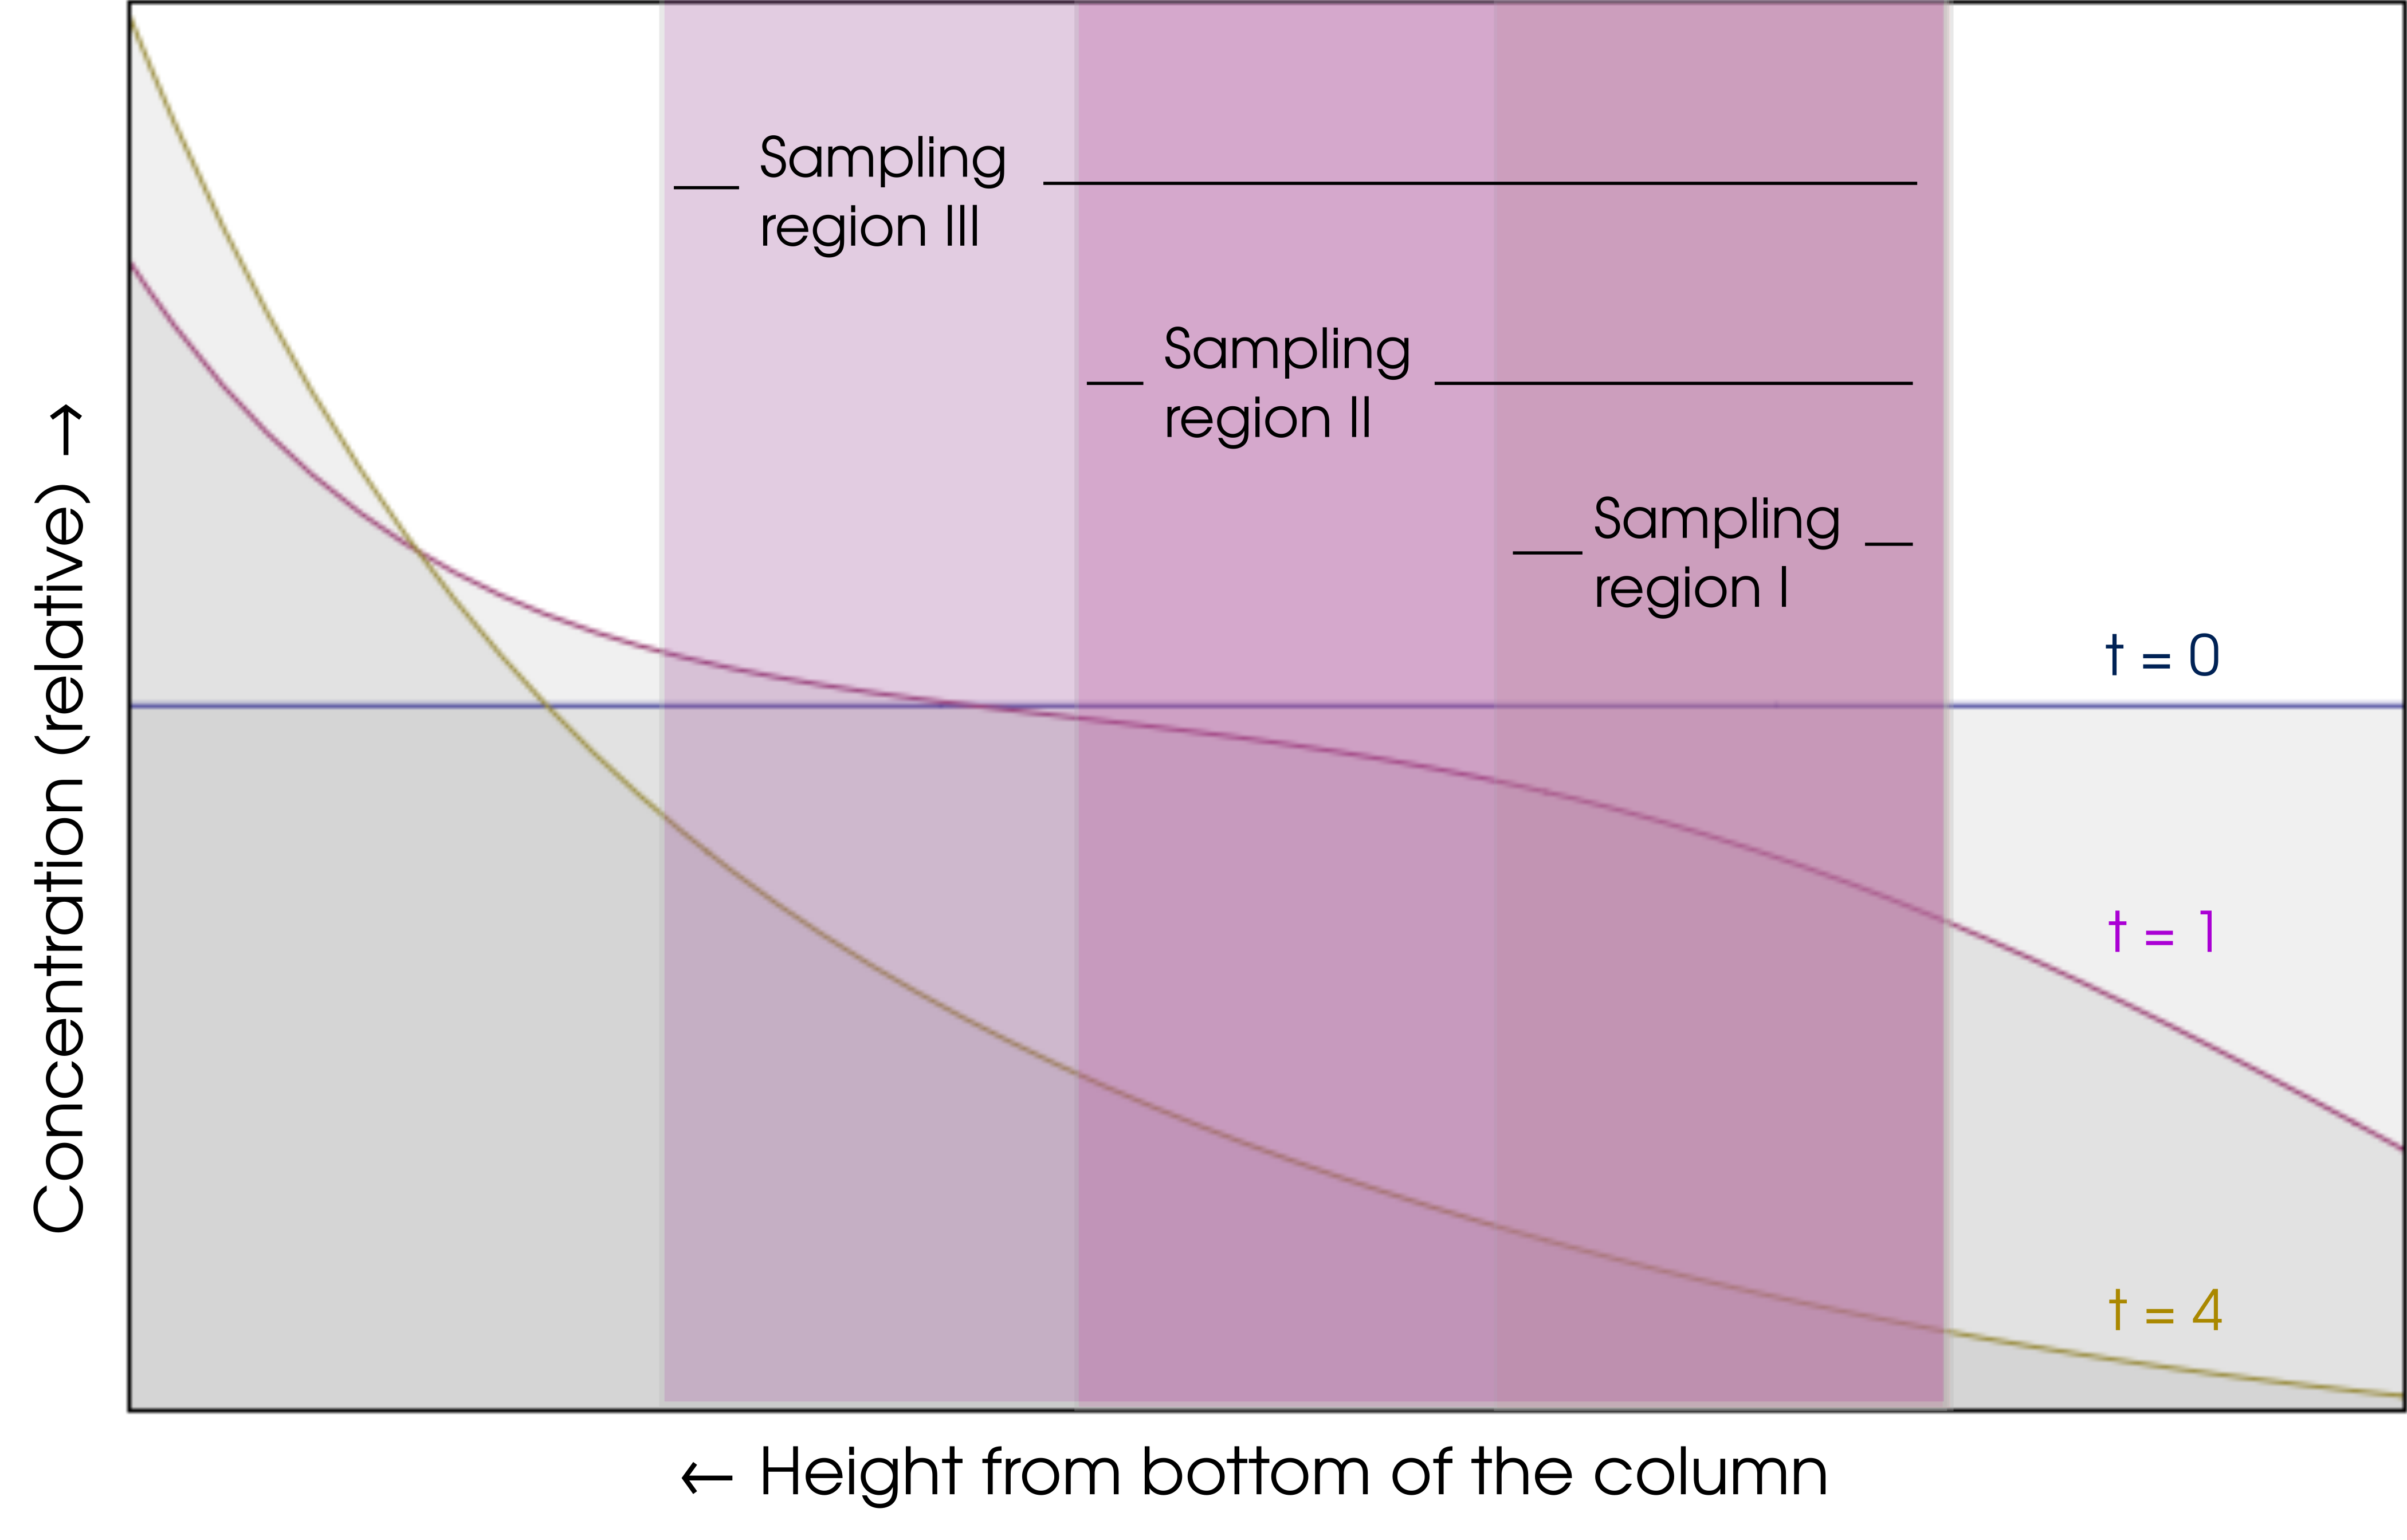 Sampling
region III
Sampling
region II
Sampling
region I
t = 0
t = 1
t = 4
Concentration (relative) →
← Height from bottom of the column